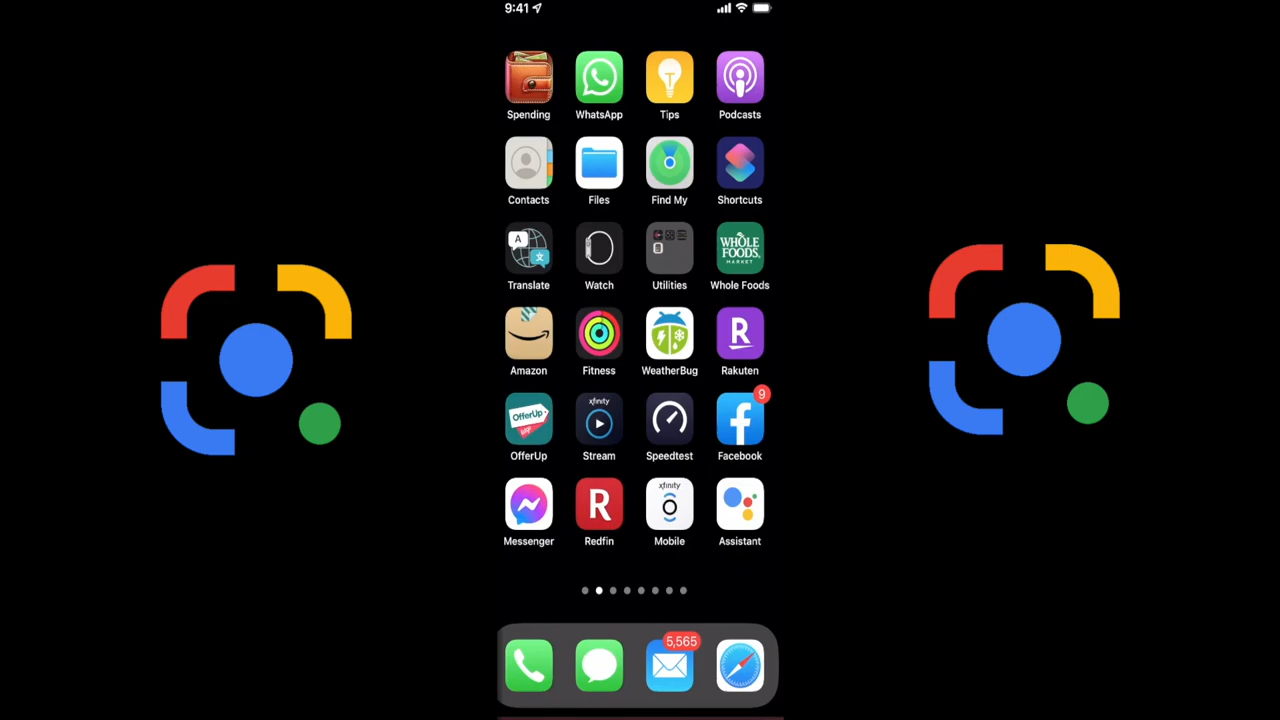 9:41
Spending WhatsApp Tips Podcasts
Contacts Files Find My Shortcuts
A 文
WHOLE
FOODS
MARKET
Translate Watch Utilities Whole Foods
R
Amazon Fitness WeatherBug Rakuten
OfferUp
xfinity
9
OfferUp Stream Speedtest Facebook
R
xfinity
Messenger Redfin Mobile Assistant
5,565